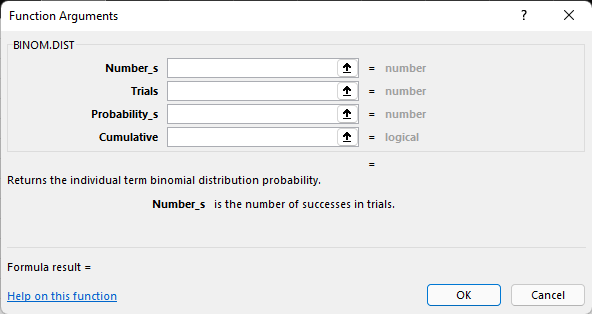 Function Arguments ?
BINOM.DIST
Number_s = number
Trials = number
Probability_s = number
Cumulative = logical
=
Returns the individual term binomial distribution probability.
Number_s is the number of successes in trials.
Formula result =
Help on this function OK Cancel